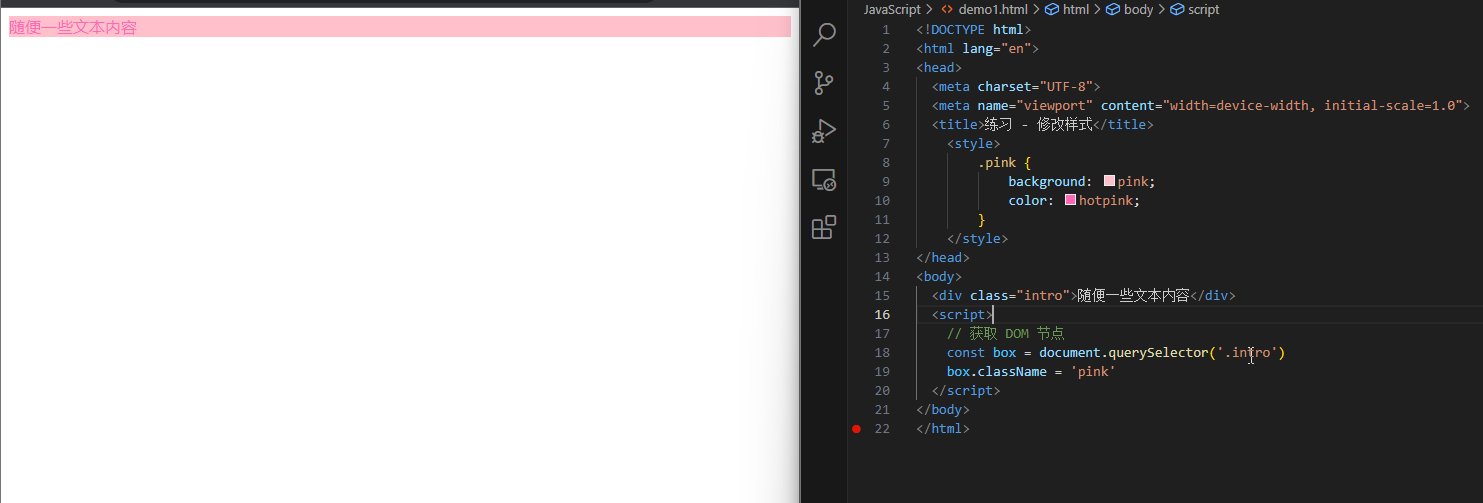 随便一些文本内容
JavaScript > demo1.html > html > body > script
1 <!DOCTYPE html>
2 <html lang="en">
3 <head>
4 <meta charset="UTF-8">
5 <meta name="viewport" content="width=device-width, initial-scale=1.0">
6 <title>练习 - 修改样式</title>
7 <style>
8 .pink {
9 background: pink;
10 color: hotpink;
11 }
12 </style>
13 </head>
14 <body>
15 <div class="intro">随便一些文本内容</div>
16 <script>
17 // 获取 DOM 节点
18 const box = document.querySelector('.intro')
19 box.className = 'pink'
20 </script>
21 </body>
22 </html>